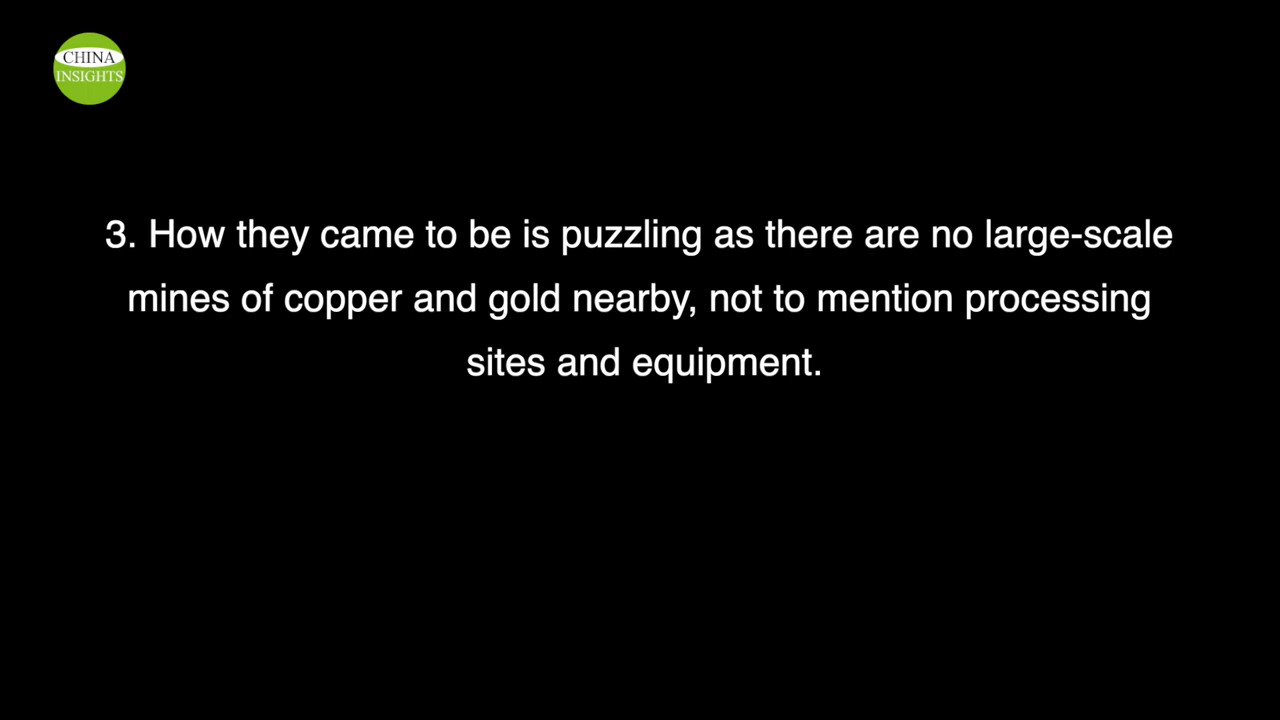 CHINA
INSIGHTS
3. How they came to be is puzzling as there are no large-scale
mines of copper and gold nearby, not to mention processing
sites and equipment.